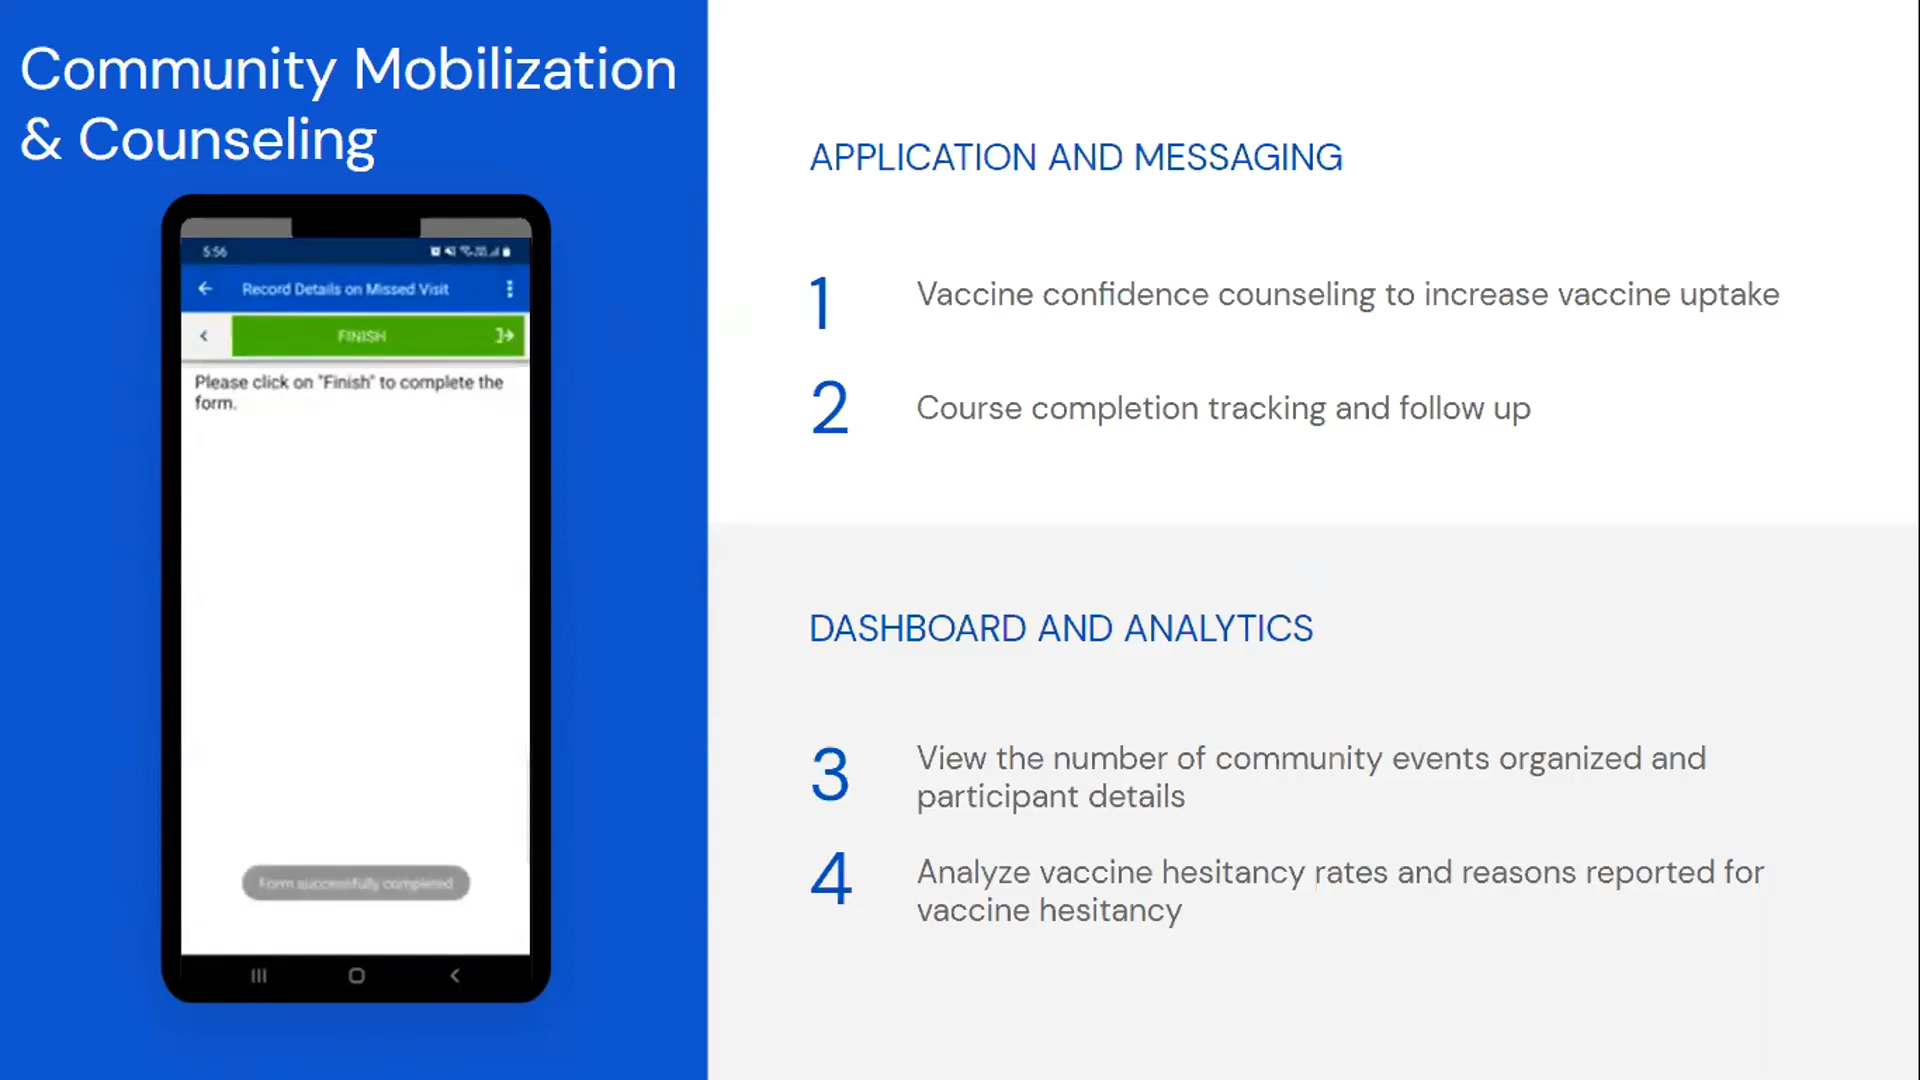 Community Mobilization
& Counseling
5:56
Record Details on Missed Visit
FINISH
Please click on "Finish" to complete the
form.
Form successfully completed
APPLICATION AND MESSAGING
1 Vaccine confidence counseling to increase vaccine uptake
2 Course completion tracking and follow up
DASHBOARD AND ANALYTICS
3 View the number of community events organized and
participant details
4 Analyze vaccine hesitancy rates and reasons reported for
vaccine hesitancy